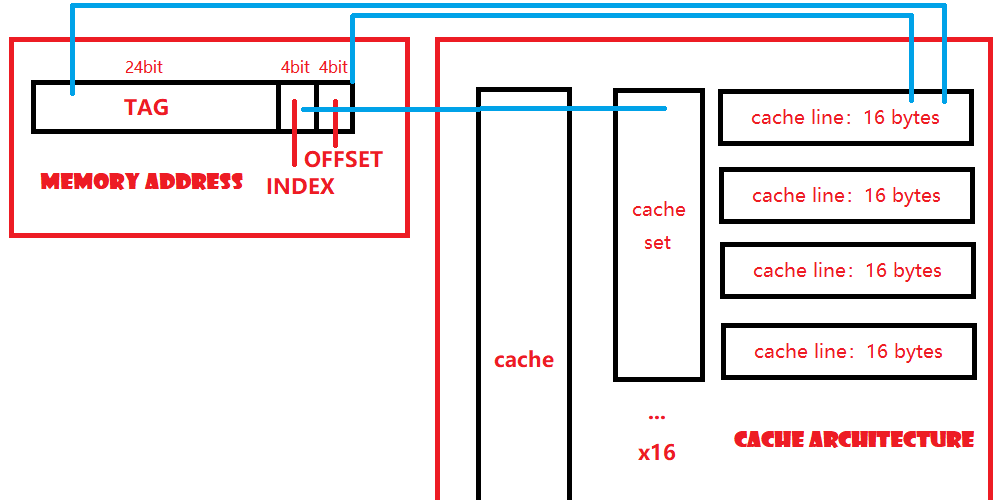 24bit 4bit 4bit
TAG
OFFSET
MEMORY ADDRESS
INDEX
cache line：16 bytes
cache line：16 bytes
cache line：16 bytes
cache line：16 bytes
cache
set
cache
...
x16
CACHE ARCHITECTURE